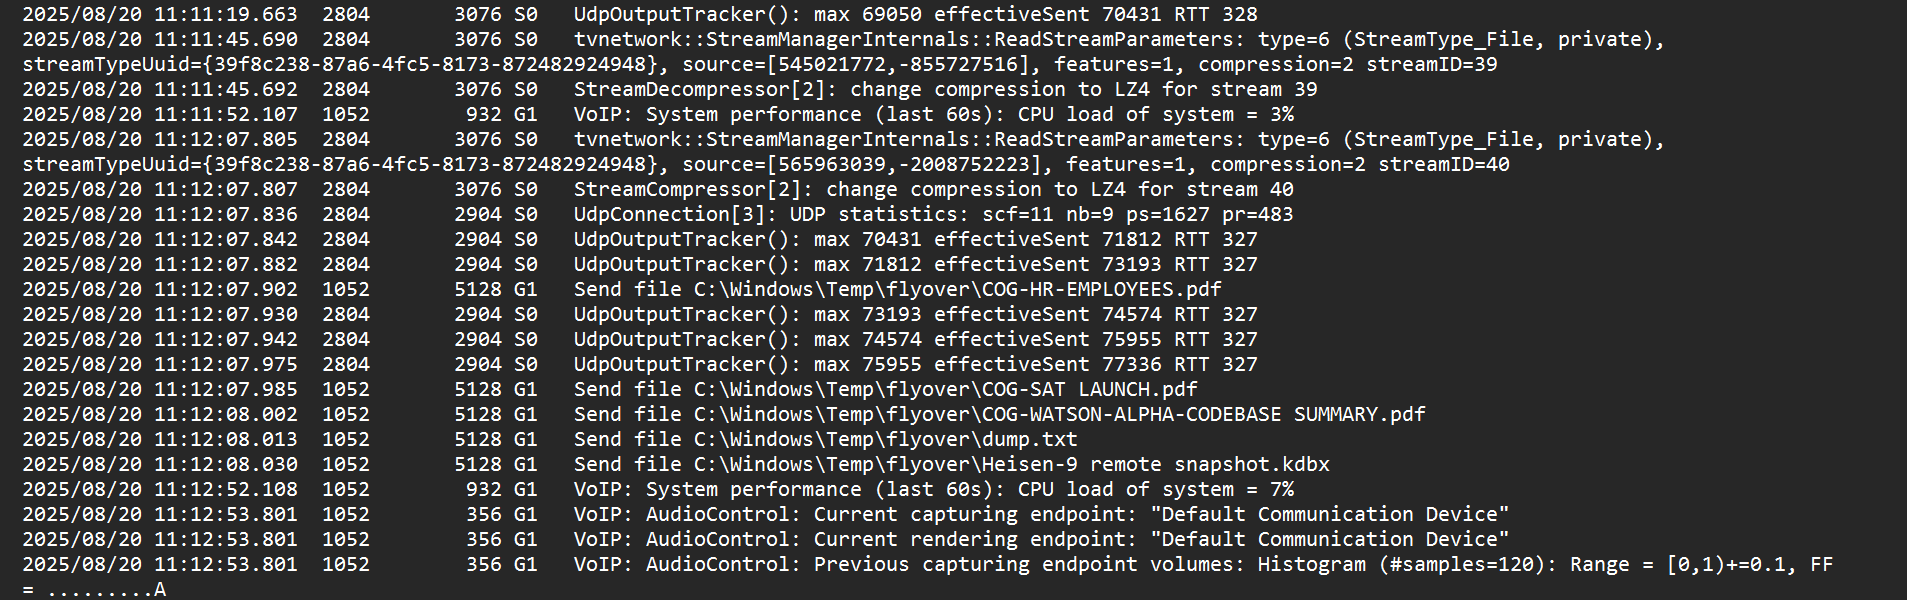 2025/08/20 11:11:19.663  2804       3076 S0   UdpOutputTracker(): max 69050 effectiveSent 70431 RTT 328
2025/08/20 11:11:45.690  2804       3076 S0   tvnetwork::StreamManagerInternals::ReadStreamParameters: type=6 (StreamType_File, private),
streamTypeUuid={39f8c238-87a6-4fc5-8173-872482924948}, source=[545021772,-855727516], features=1, compression=2 streamID=39
2025/08/20 11:11:45.692  2804       3076 S0   StreamDecompressor[2]: change compression to LZ4 for stream 39
2025/08/20 11:11:52.107  1052        932 G1   VoIP: System performance (last 60s): CPU load of system = 3%
2025/08/20 11:12:07.805  2804       3076 S0   tvnetwork::StreamManagerInternals::ReadStreamParameters: type=6 (StreamType_File, private),
streamTypeUuid={39f8c238-87a6-4fc5-8173-872482924948}, source=[565963039,-2008752223], features=1, compression=2 streamID=40
2025/08/20 11:12:07.807  2804       3076 S0   StreamCompressor[2]: change compression to LZ4 for stream 40
2025/08/20 11:12:07.836  2804       2904 S0   UdpConnection[3]: UDP statistics: scf=11 nb=9 ps=1627 pr=483
2025/08/20 11:12:07.842  2804       2904 S0   UdpOutputTracker(): max 70431 effectiveSent 71812 RTT 327
2025/08/20 11:12:07.882  2804       2904 S0   UdpOutputTracker(): max 71812 effectiveSent 73193 RTT 327
2025/08/20 11:12:07.902  1052       5128 G1   Send file C:\Windows\Temp\flyover\COG-HR-EMPLOYEES.pdf
2025/08/20 11:12:07.930  2804       2904 S0   UdpOutputTracker(): max 73193 effectiveSent 74574 RTT 327
2025/08/20 11:12:07.942  2804       2904 S0   UdpOutputTracker(): max 74574 effectiveSent 75955 RTT 327
2025/08/20 11:12:07.975  2804       2904 S0   UdpOutputTracker(): max 75955 effectiveSent 77336 RTT 327
2025/08/20 11:12:07.985  1052       5128 G1   Send file C:\Windows\Temp\flyover\COG-SAT LAUNCH.pdf
2025/08/20 11:12:08.002  1052       5128 G1   Send file C:\Windows\Temp\flyover\COG-WATSON-ALPHA-CODEBASE SUMMARY.pdf
2025/08/20 11:12:08.013  1052       5128 G1   Send file C:\Windows\Temp\flyover\dump.txt
2025/08/20 11:12:08.030  1052       5128 G1   Send file C:\Windows\Temp\flyover\Heisen-9 remote snapshot.kdbx
2025/08/20 11:12:52.108  1052        932 G1   VoIP: System performance (last 60s): CPU load of system = 7%
2025/08/20 11:12:53.801  1052        356 G1   VoIP: AudioControl: Current capturing endpoint: "Default Communication Device"
2025/08/20 11:12:53.801  1052        356 G1   VoIP: AudioControl: Current rendering endpoint: "Default Communication Device"
2025/08/20 11:12:53.801  1052        356 G1   VoIP: AudioControl: Previous capturing endpoint volumes: Histogram (#samples=120): Range = [0,1)+=0.1, FF
= .........A